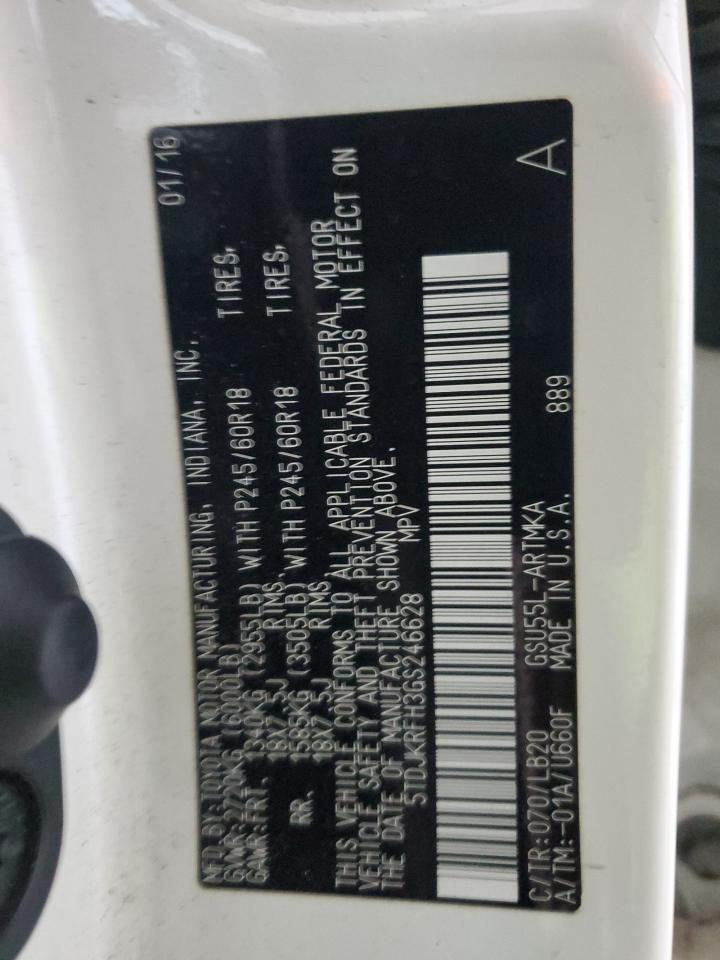 MFD.BY:TOYOTA MOTOR MANUFACTURING, INDIANA, INC. 01/16
GVWR:2720KG (6000LB)
GAWR:FRT. 1340KG (2955LB) WITH P245/60R18 TIRES,
18X7.5J RIMS.
RR. 1585KG (3505LB) WITH P245/60R18 TIRES,
18X7.5J RIMS
THIS VEHICLE CONFORMS TO ALL APPLICABLE FEDERAL MOTOR
VEHICLE SAFETY AND THEFT PREVENTION STANDARDS IN EFFECT ON
THE DATE OF MANUFACTURE SHOWN ABOVE.
5TDJKRFH3GS246628 MPV
C/TR:070/LB20 GSU55L-ARTMKA 889 A
A/TM:-01A/U660F MADE IN U.S.A.